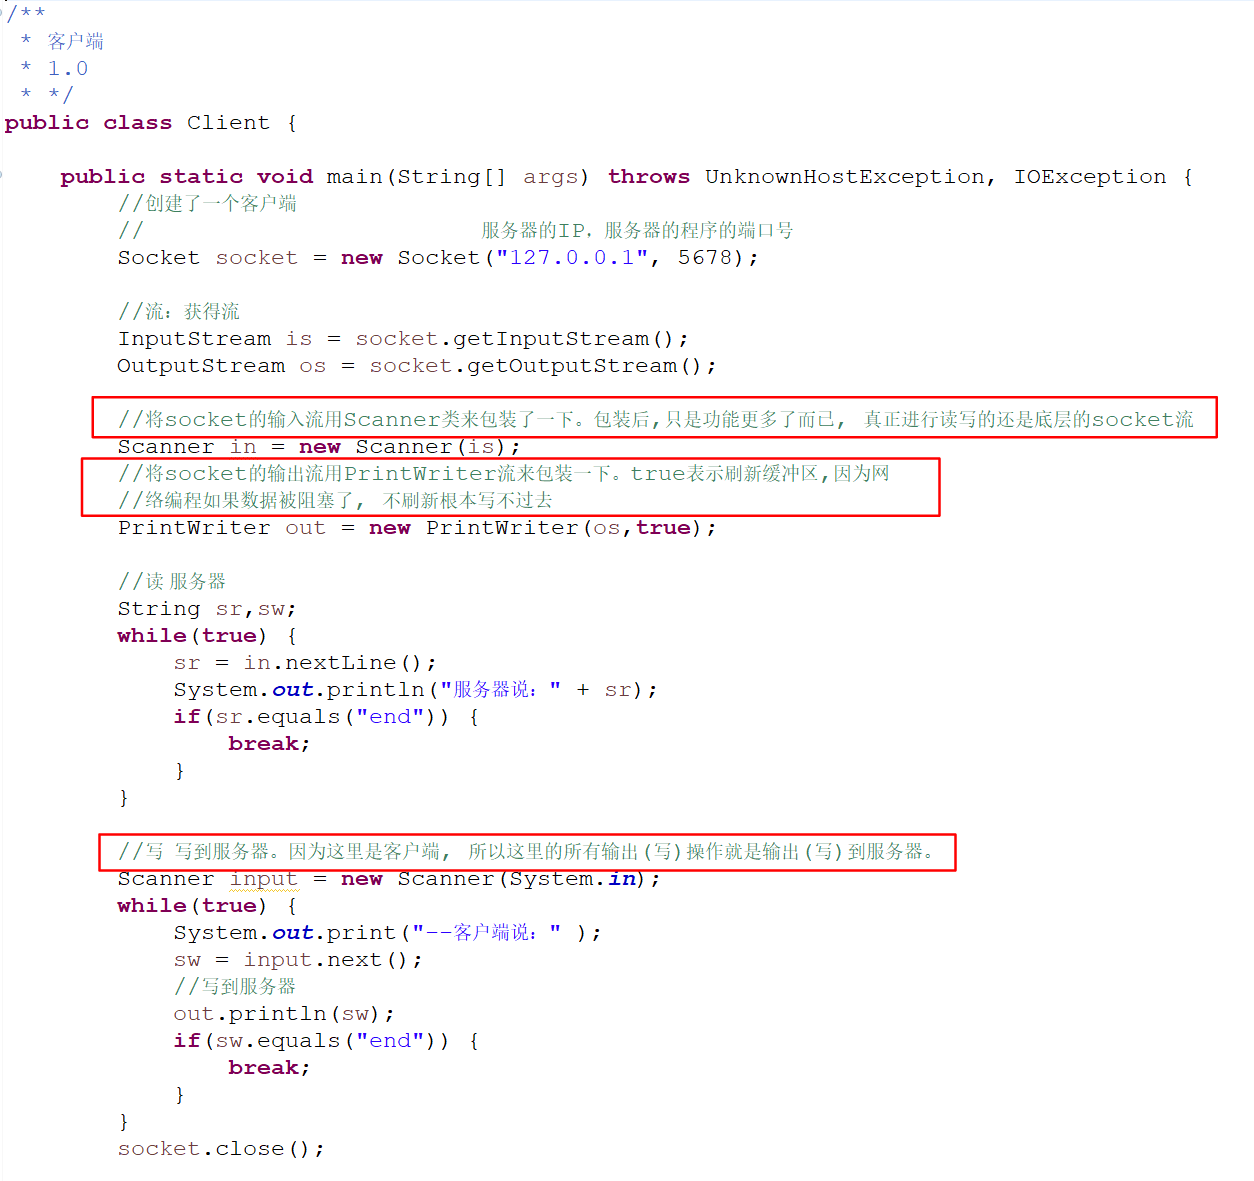 /**
 * 客户端
 * 1.0
 * */
public class Client {
    public static void main(String[] args) throws UnknownHostException, IOException {
        //创建了一个客户端
        //                        服务器的IP，服务器的程序的端口号
        Socket socket = new Socket("127.0.0.1", 5678);
        //流：获得流
        InputStream is = socket.getInputStream();
        OutputStream os = socket.getOutputStream();
        //将socket的输入流用Scanner类来包装了一下。包装后,只是功能更多了而已, 真正进行读写的还是底层的socket流
        Scanner in = new Scanner(is);
        //将socket的输出流用PrintWriter流来包装一下。true表示刷新缓冲区,因为网
        //络编程如果数据被阻塞了, 不刷新根本写不过去
        PrintWriter out = new PrintWriter(os,true);
        //读 服务器
        String sr,sw;
        while(true) {
            sr = in.nextLine();
            System.out.println("服务器说：" + sr);
            if(sr.equals("end")) {
                break;
            }
        }
        //写 写到服务器。因为这里是客户端, 所以这里的所有输出(写)操作就是输出(写)到服务器。
        Scanner input = new Scanner(System.in);
        while(true) {
            System.out.print("--客户端说：" );
            sw = input.next();
            //写到服务器
            out.println(sw);
            if(sw.equals("end")) {
                break;
            }
        }
        socket.close();